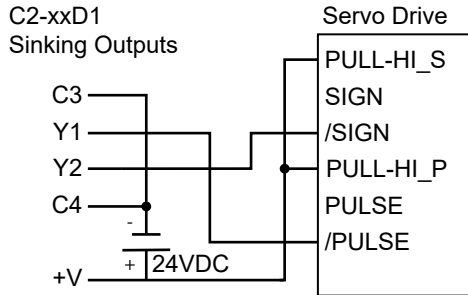 C2-xxD1
Sinking Outputs
Servo Drive
C3
Y1
Y2
C4
+V
-
+ 24VDC
PULL-HI_S
SIGN
/SIGN
PULL-HI_P
PULSE
/PULSE